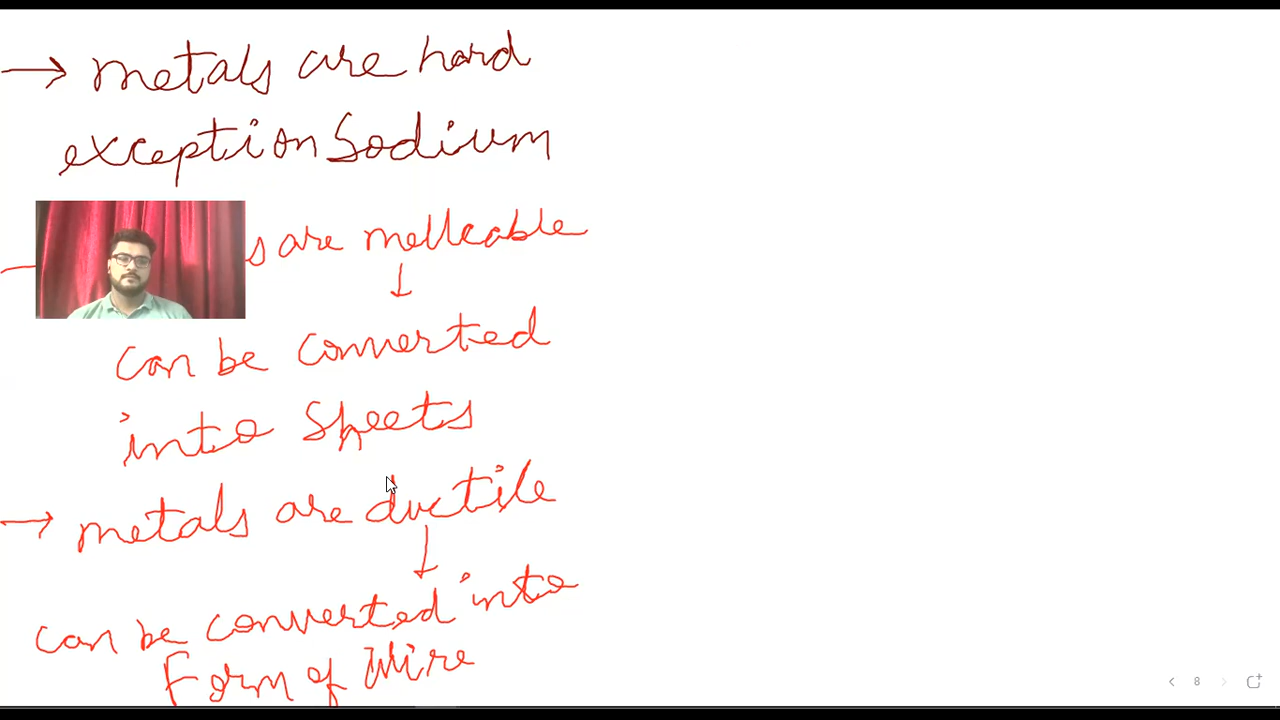 → metals are hard
exception Sodium
s are melleable
↓
can be converted
into Sheets
→ metals are ductile
↓
can be converted into
Form of Wire
8